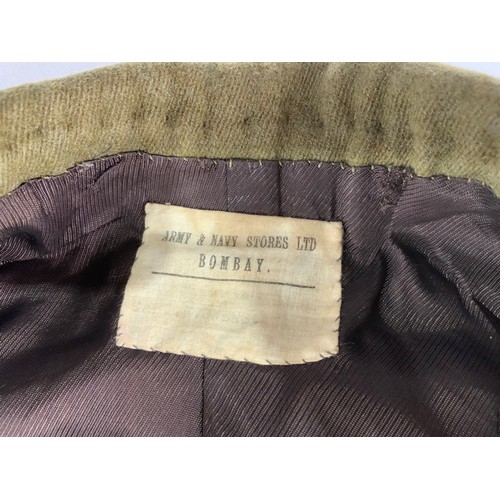 ARMY & NAVY STORES LTD
BOMBAY.